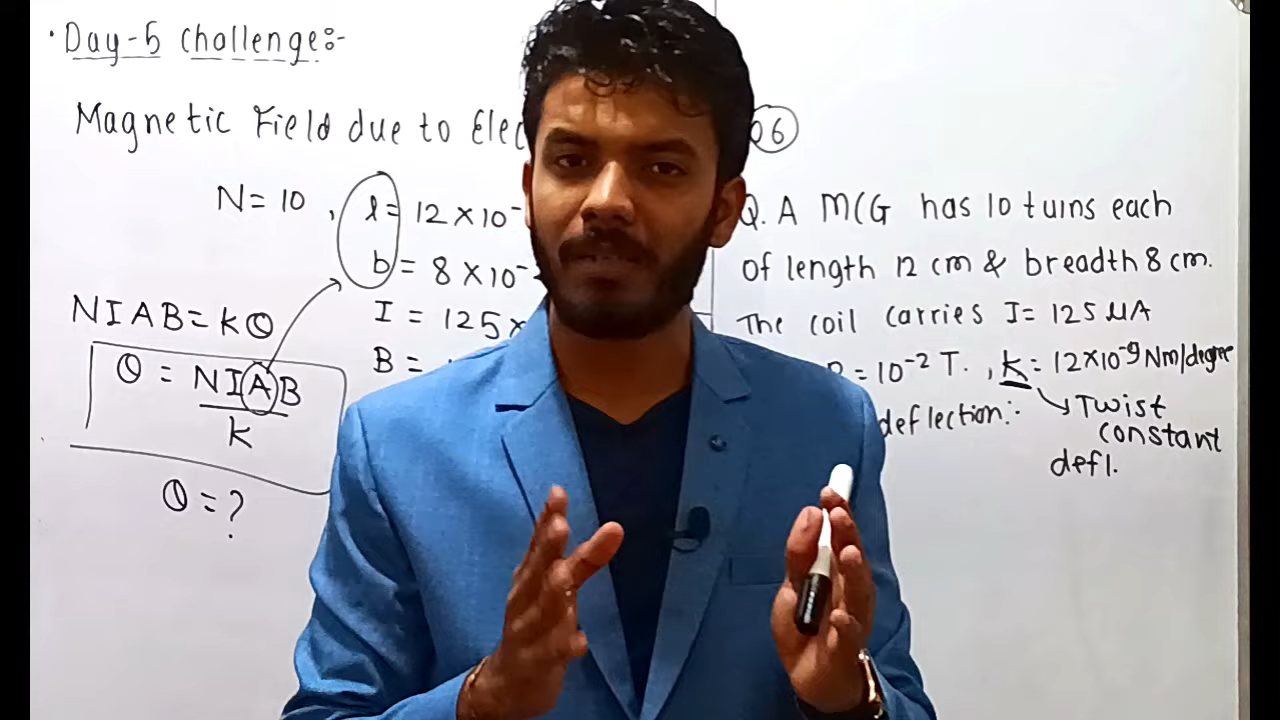 • Day-5 Challenge:-
Magnetic Field due to Elec
06
N = 10 , l = 12 × 10⁻
b = 8 × 10⁻
NIAB = kθ
I = 125 ×
θ = NIAB
k
B =
θ = ?
Q. A MCG has 10 turns each
of length 12 cm & breadth 8 cm.
The coil carries I = 125 μA
= 10⁻² T. , k = 12×10⁻⁹ Nm/degree
deflection:-
Twist
constant
defl.